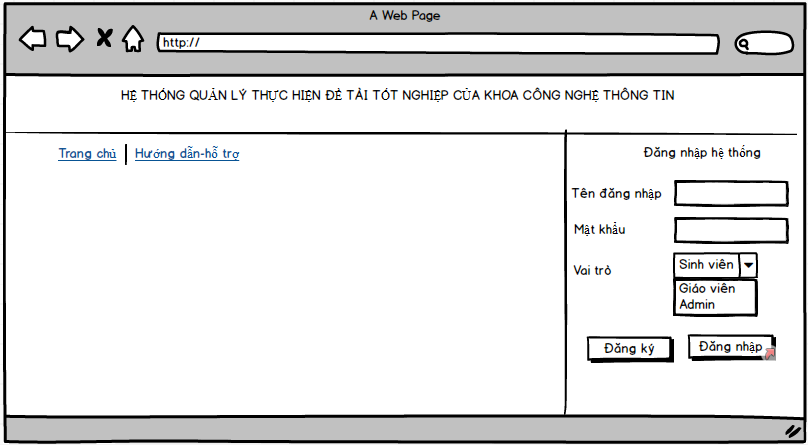 A Web Page
http://
HỆ THỐNG QUẢN LÝ THỰC HIỆN ĐỀ TÀI TỐT NGHIỆP CỦA KHOA CÔNG NGHỆ THÔNG TIN
Trang chủ | Hướng dẫn-hỗ trợ
Đăng nhập hệ thống
Tên đăng nhập
Mật khẩu
Vai trò
Sinh viên
Giáo viên
Admin
Đăng ký
Đăng nhập